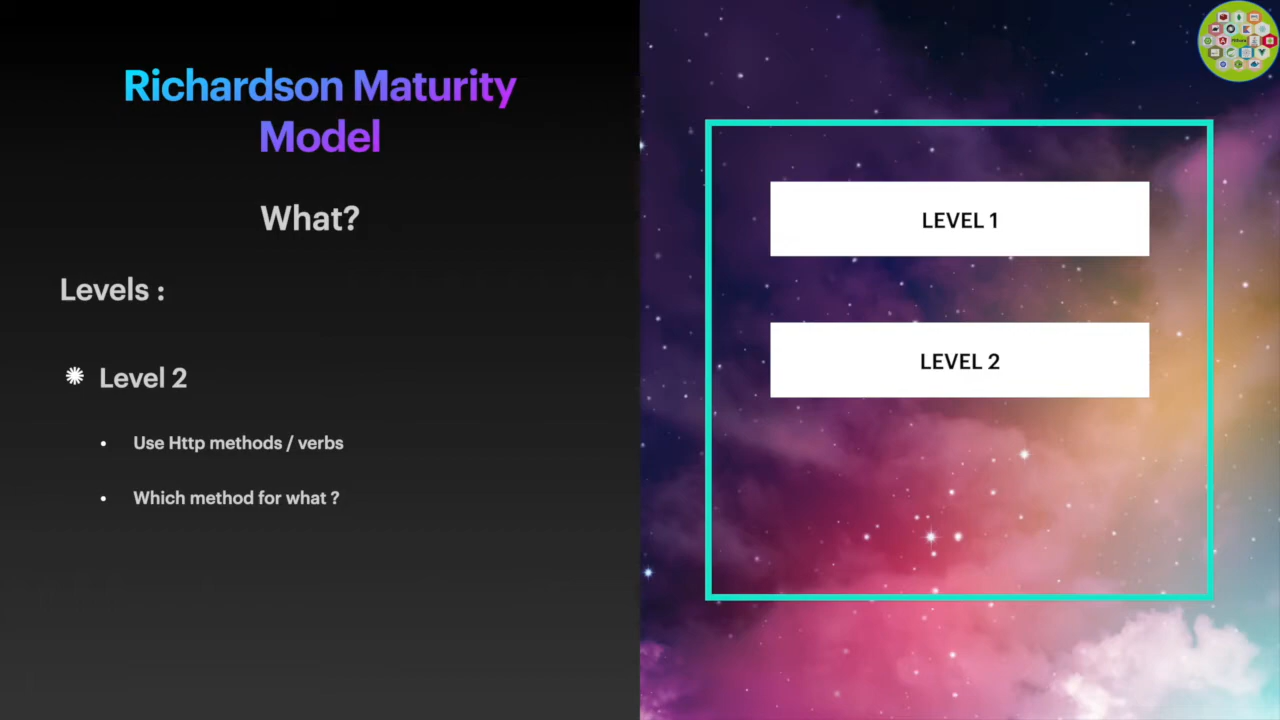 Richardson Maturity
Model
What?
Levels :
Level 2
Use Http methods / verbs
Which method for what ?
LEVEL 1
LEVEL 2